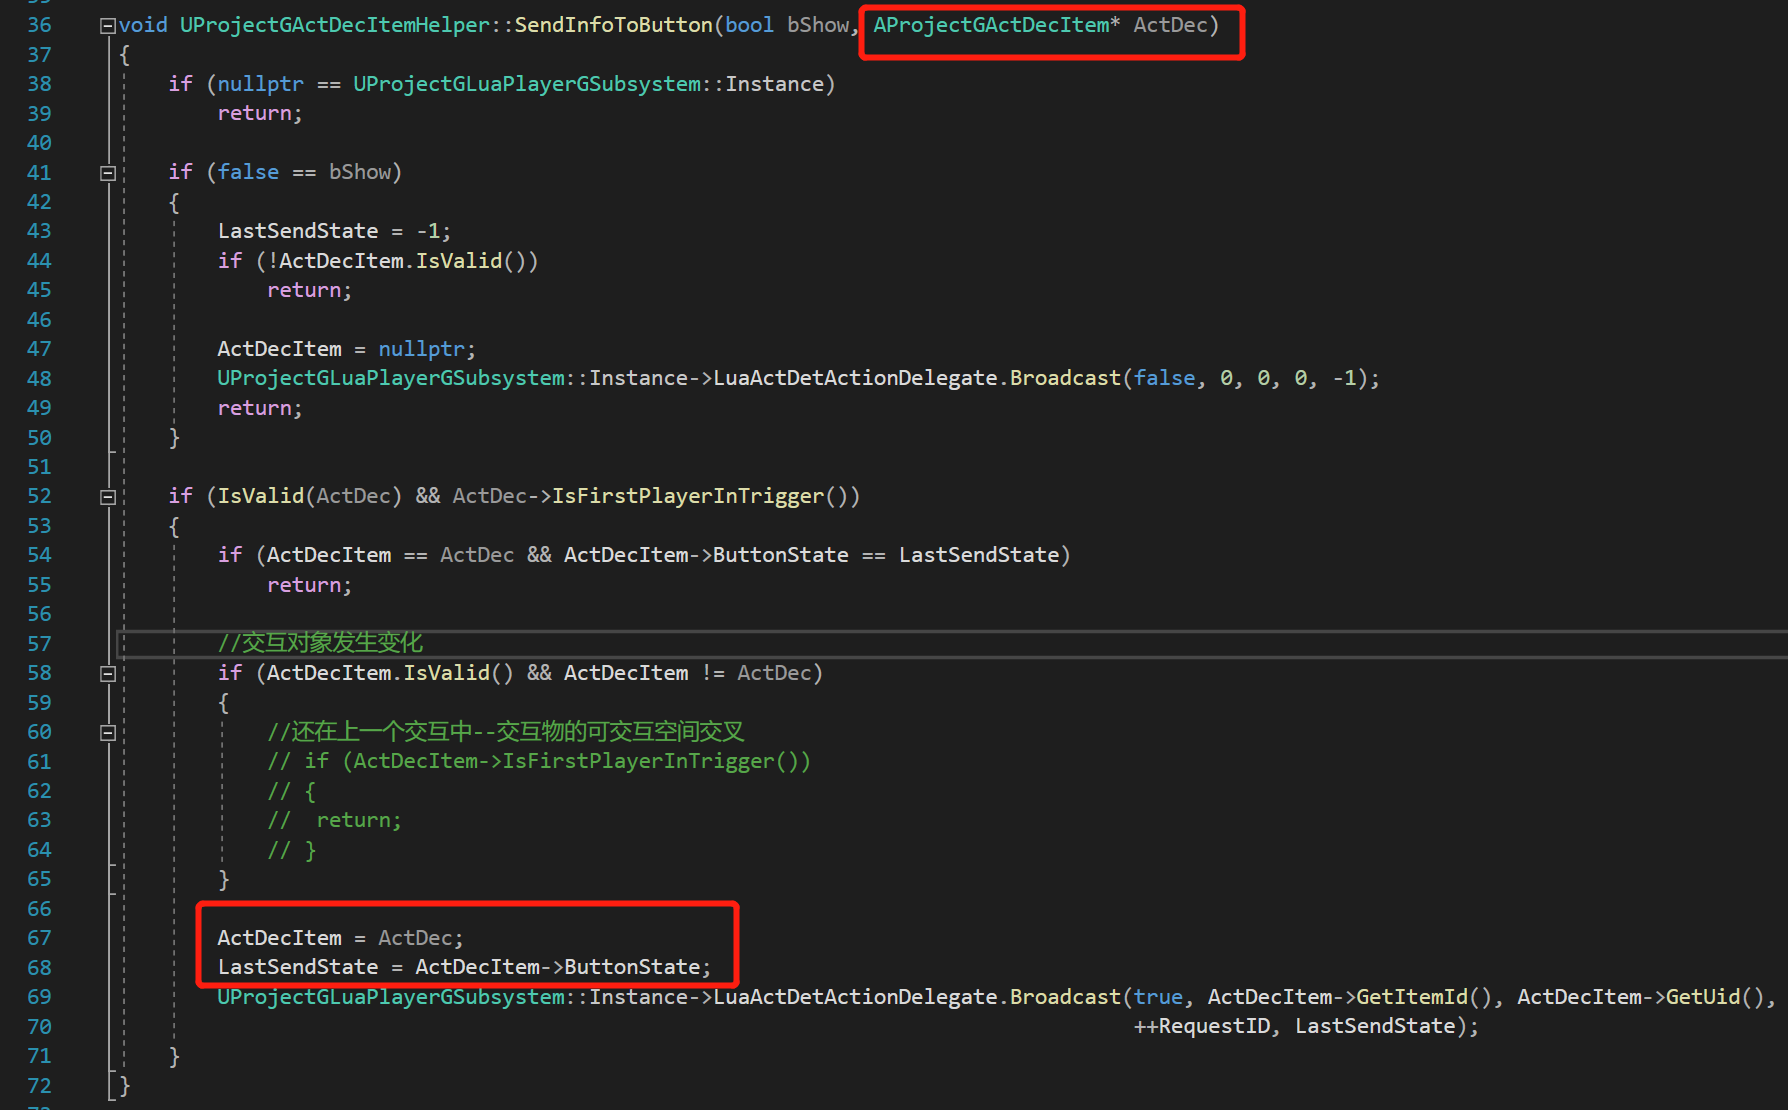 36 void UProjectGActDecItemHelper::SendInfoToButton(bool bShow, AProjectGActDecItem* ActDec)
37 {
38 if (nullptr == UProjectGLuaPlayerGSubsystem::Instance)
39 return;
40
41 if (false == bShow)
42 {
43 LastSendState = -1;
44 if (!ActDecItem.IsValid())
45 return;
46
47 ActDecItem = nullptr;
48 UProjectGLuaPlayerGSubsystem::Instance->LuaActDetActionDelegate.Broadcast(false, 0, 0, 0, -1);
49 return;
50 }
51
52 if (IsValid(ActDec) && ActDec->IsFirstPlayerInTrigger())
53 {
54 if (ActDecItem == ActDec && ActDecItem->ButtonState == LastSendState)
55 return;
56
57 //交互对象发生变化
58 if (ActDecItem.IsValid() && ActDecItem != ActDec)
59 {
60 //还在上一个交互中--交互物的可交互空间交叉
61 // if (ActDecItem->IsFirstPlayerInTrigger())
62 // {
63 // return;
64 // }
65 }
66
67 ActDecItem = ActDec;
68 LastSendState = ActDecItem->ButtonState;
69 UProjectGLuaPlayerGSubsystem::Instance->LuaActDetActionDelegate.Broadcast(true, ActDecItem->GetItemId(), ActDecItem->GetUid(),
70 ++RequestID, LastSendState);
71 }
72 }